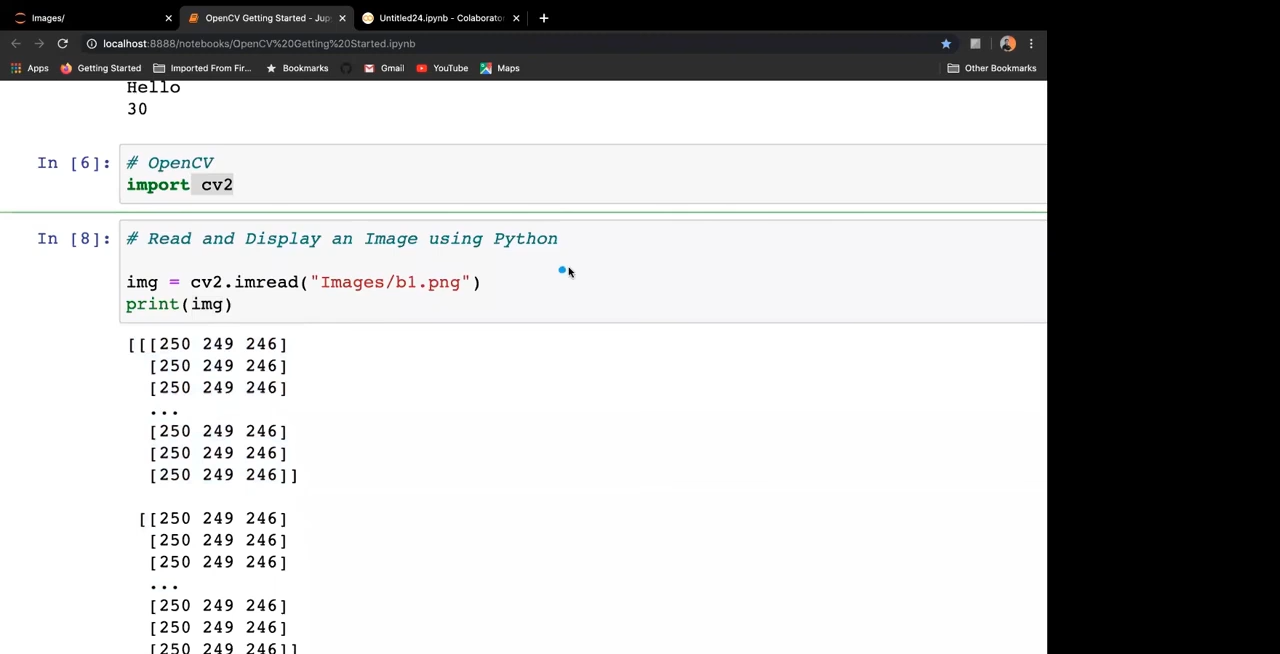 Images/
OpenCV Getting Started - Jup
Untitled24.ipynb - Colaborato
localhost:8888/notebooks/OpenCV%20Getting%20Started.ipynb
Apps Getting Started Imported From Fir... Bookmarks Gmail YouTube Maps Other Bookmarks
Hello
30
In [6]: # OpenCV
import cv2
In [8]: # Read and Display an Image using Python
img = cv2.imread("Images/b1.png")
print(img)
[[[250 249 246]
[250 249 246]
[250 249 246]
...
[250 249 246]
[250 249 246]
[250 249 246]]
[[250 249 246]
[250 249 246]
[250 249 246]
...
[250 249 246]
[250 249 246]
[250 249 246]]